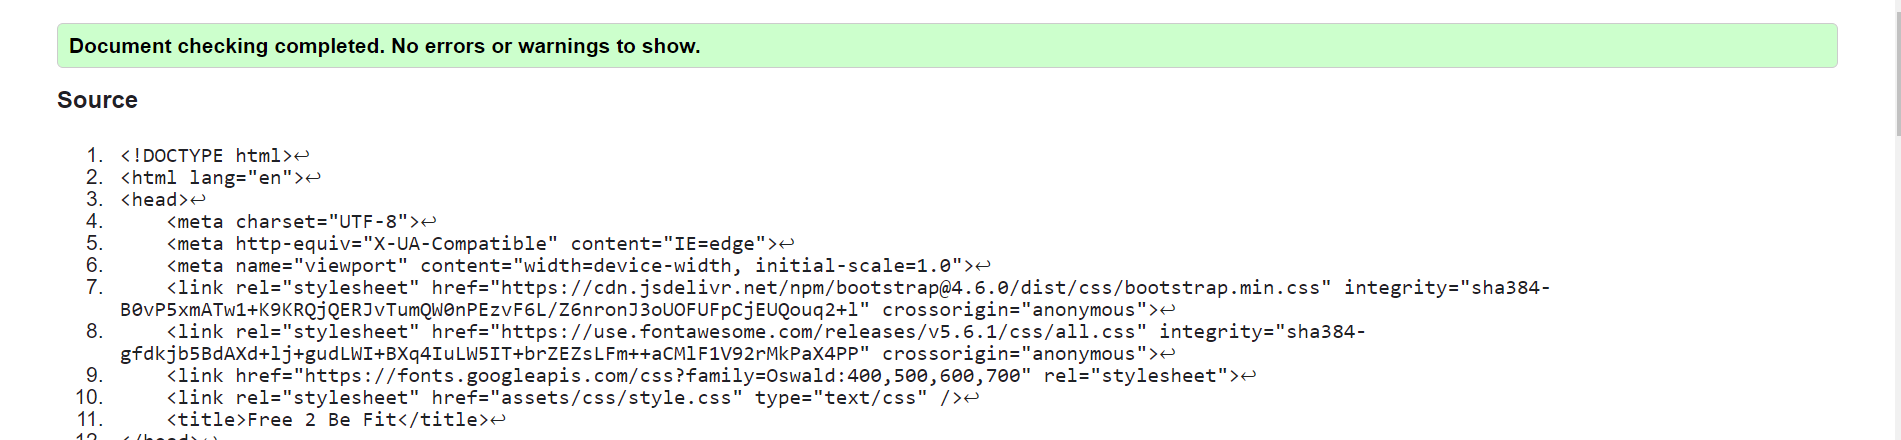 Document checking completed. No errors or warnings to show.
Source
1. <!DOCTYPE html>↩
2. <html lang="en">↩
3. <head>↩
4.     <meta charset="UTF-8">↩
5.     <meta http-equiv="X-UA-Compatible" content="IE=edge">↩
6.     <meta name="viewport" content="width=device-width, initial-scale=1.0">↩
7.     <link rel="stylesheet" href="https://cdn.jsdelivr.net/npm/bootstrap@4.6.0/dist/css/bootstrap.min.css" integrity="sha384-
B0vP5xmATw1+K9KRQjQERJvTumQW0nPEzvF6L/Z6nronJ3oUOFUFpCjEUQouq2+l" crossorigin="anonymous">↩
8.     <link rel="stylesheet" href="https://use.fontawesome.com/releases/v5.6.1/css/all.css" integrity="sha384-
gfdkjb5BdAXd+lj+gudLWI+BXq4IuLW5IT+brZEZsLFm++aCMlF1V92rMkPaX4PP" crossorigin="anonymous">↩
9.     <link href="https://fonts.googleapis.com/css?family=Oswald:400,500,600,700" rel="stylesheet">↩
10.     <link rel="stylesheet" href="assets/css/style.css" type="text/css" />↩
11.     <title>Free 2 Be Fit</title>↩
12. </head>↩